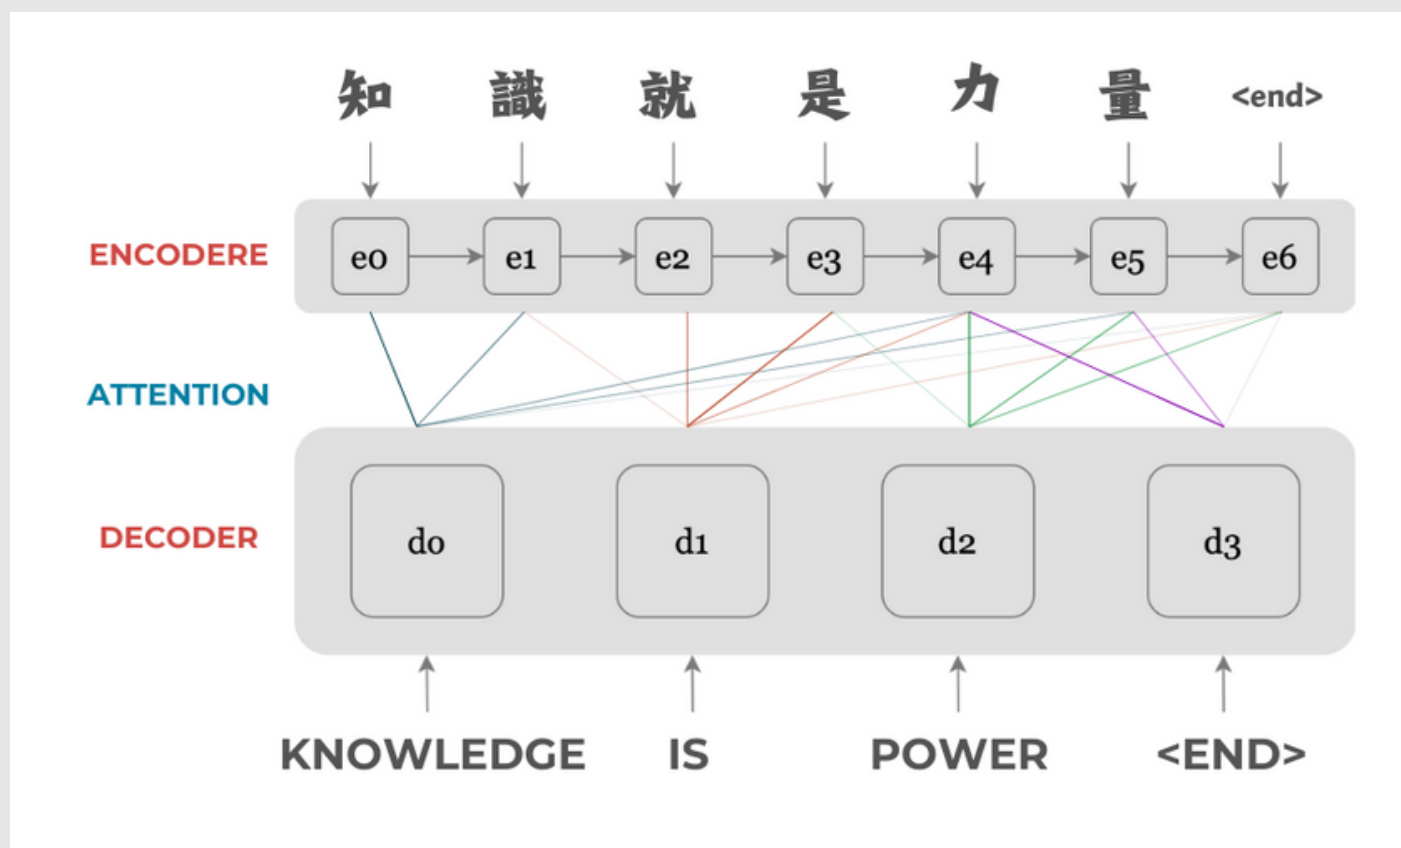 知 識 就 是 力 量 <end>
ENCODERE e0 e1 e2 e3 e4 e5 e6
ATTENTION
DECODER d0 d1 d2 d3
KNOWLEDGE IS POWER <END>